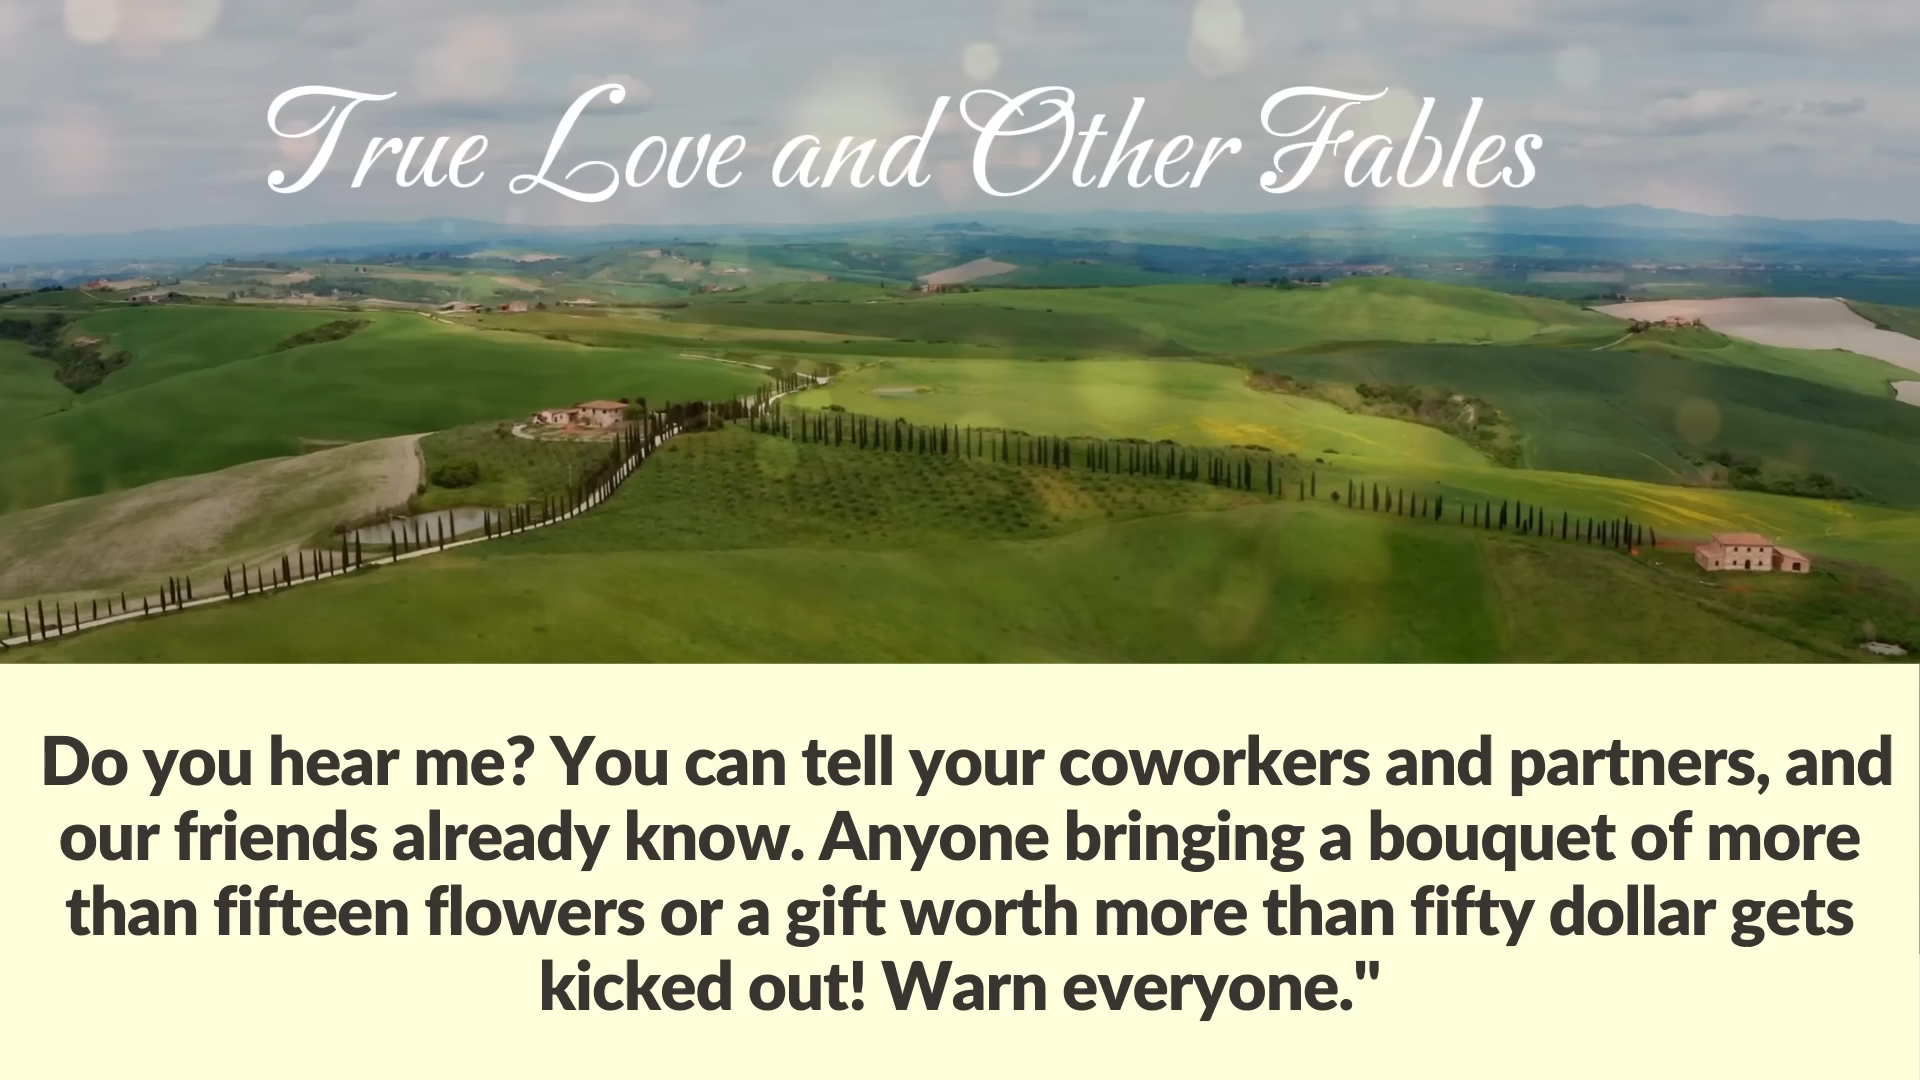 True Love and Other Fables
Do you hear me? You can tell your coworkers and partners, and
our friends already know. Anyone bringing a bouquet of more
than fifteen flowers or a gift worth more than fifty dollar gets
kicked out! Warn everyone."